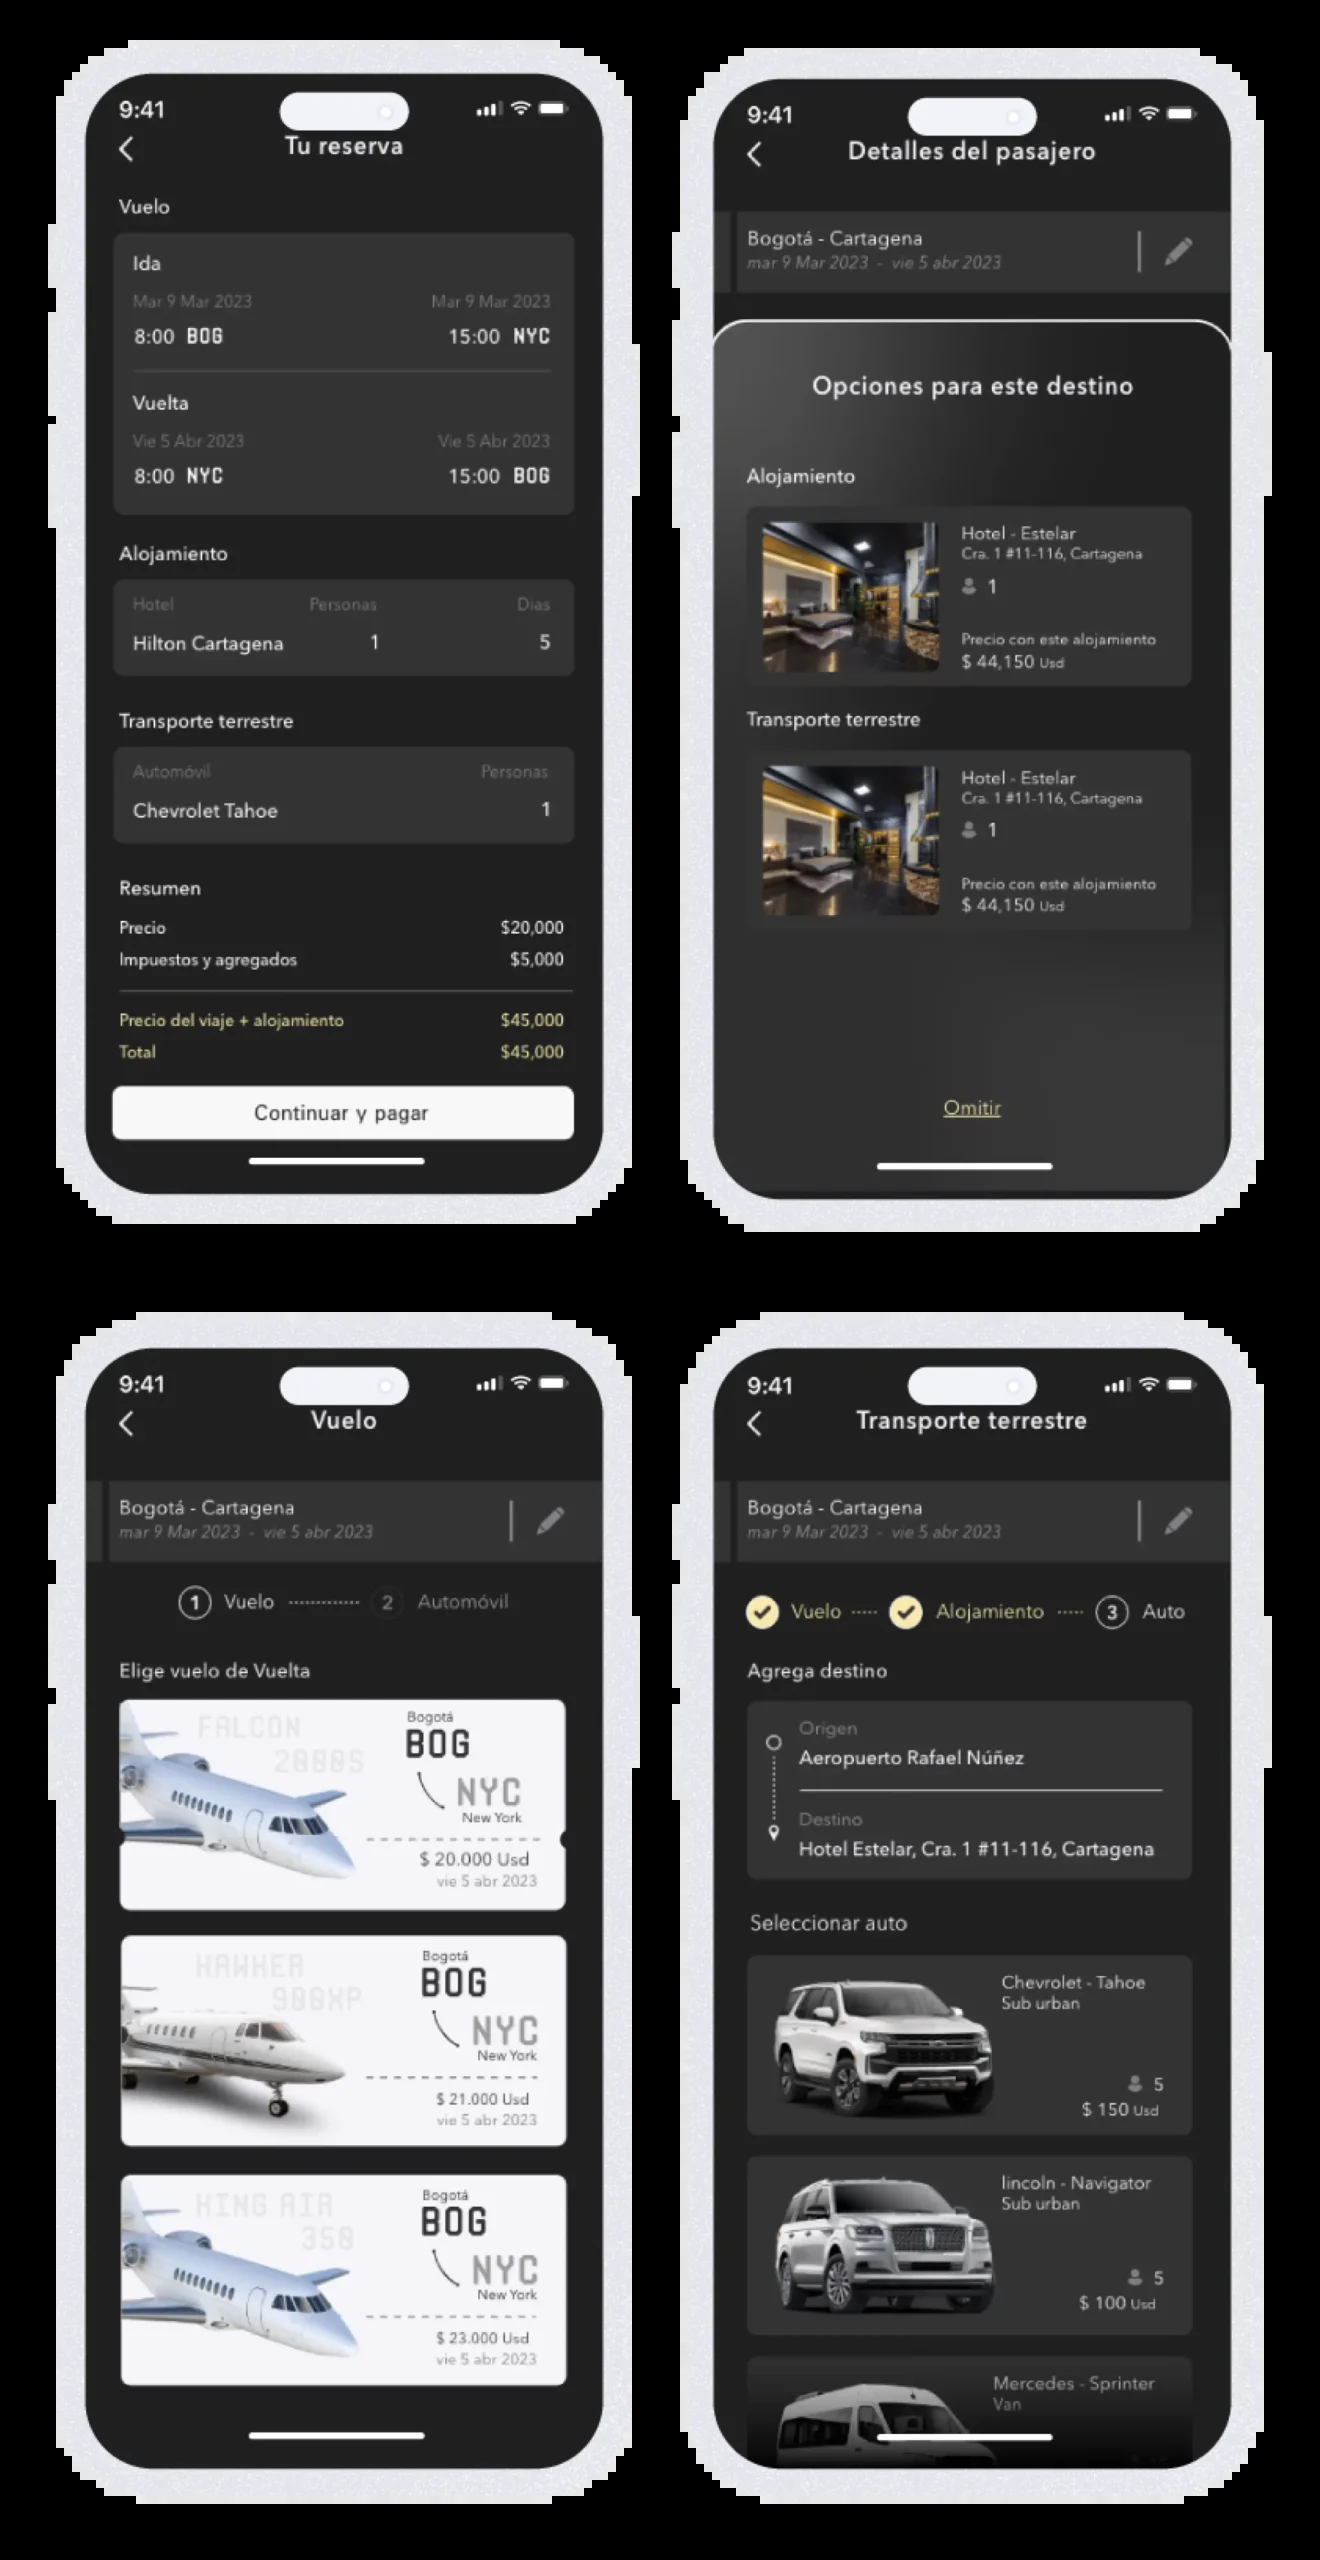 9:41
Tu reserva
Vuelo
Ida
Mar 9 Mar 2023 Mar 9 Mar 2023
8:00 BOG 15:00 NYC
Vuelta
Vie 5 Abr 2023 Vie 5 Abr 2023
8:00 NYC 15:00 BOG
Alojamiento
Hotel Personas Dias
Hilton Cartagena 1 5
Transporte terrestre
Automóvil Personas
Chevrolet Tahoe 1
Resumen
Precio $20,000
Impuestos y agregados $5,000
Precio del viaje + alojamiento $45,000
Total $45,000
Continuar y pagar
9:41
Detalles del pasajero
Bogotá - Cartagena
mar 9 Mar 2023 - vie 5 abr 2023
Opciones para este destino
Alojamiento
Hotel - Estelar
Cra. 1 #11-116, Cartagena
1
Precio con este alojamiento
$ 44,150 Usd
Transporte terrestre
Hotel - Estelar
Cra. 1 #11-116, Cartagena
1
Precio con este alojamiento
$ 44,150 Usd
Omitir
9:41
Vuelo
Bogotá - Cartagena
mar 9 Mar 2023 - vie 5 abr 2023
1 Vuelo 2 Automóvil
Elige vuelo de Vuelta
FALCON
2000S
Bogotá
BOG
NYC
New York
$ 20.000 Usd
vie 5 abr 2023
HAWKER
900XP
Bogotá
BOG
NYC
New York
$ 21.000 Usd
vie 5 abr 2023
KING AIR
350
Bogotá
BOG
NYC
New York
$ 23.000 Usd
vie 5 abr 2023
9:41
Transporte terrestre
Bogotá - Cartagena
mar 9 Mar 2023 - vie 5 abr 2023
Vuelo Alojamiento 3 Auto
Agrega destino
Origen
Aeropuerto Rafael Núñez
Destino
Hotel Estelar, Cra. 1 #11-116, Cartagena
Seleccionar auto
Chevrolet - Tahoe
Sub urban
5
$ 150 Usd
lincoln - Navigator
Sub urban
5
$ 100 Usd
Mercedes - Sprinter
Van